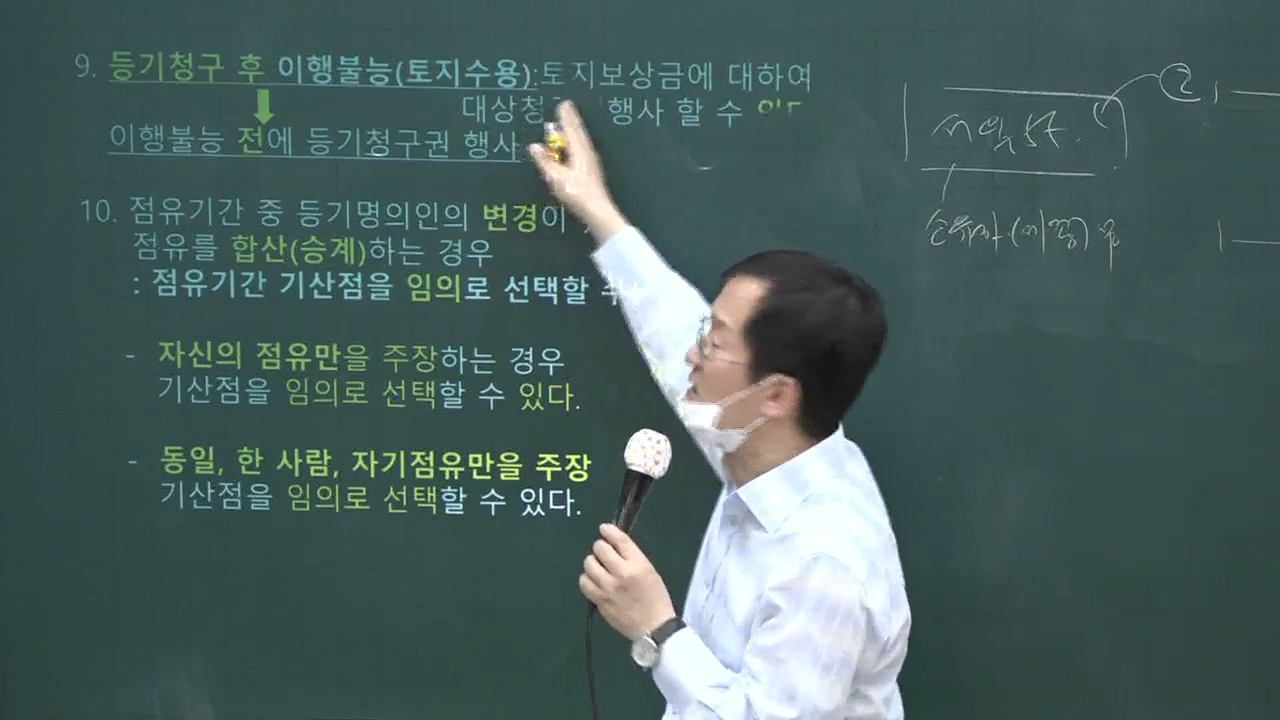 9. 등기청구 후 이행불능(토지수용):토지보상금에 대하여
대상청 행사 할 수
이행불능 전에 등기청구권 행사
10. 점유기간 중 등기명의인의 변경이
점유를 합산(승계)하는 경우
: 점유기간 기산점을 임의로 선택할 수
- 자신의 점유만을 주장하는 경우
기산점을 임의로 선택할 수 있다.
- 동일, 한 사람, 자기점유만을 주장
기산점을 임의로 선택할 수 있다.
②